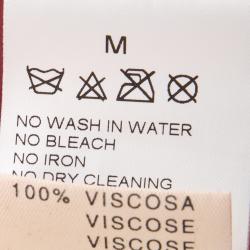 M
NO WASH IN WATER
NO BLEACH
NO IRON
NO DRY CLEANING
100% VISCOSA
VISCOSE
VISCOSE